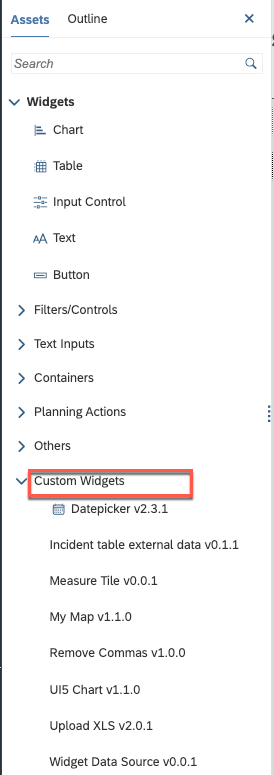 Assets Outline
Search
Widgets
Chart
Table
Input Control
Text
Button
Filters/Controls
Text Inputs
Containers
Planning Actions
Others
Custom Widgets
Datepicker v2.3.1
Incident table external data v0.1.1
Measure Tile v0.0.1
My Map v1.1.0
Remove Commas v1.0.0
UI5 Chart v1.1.0
Upload XLS v2.0.1
Widget Data Source v0.0.1